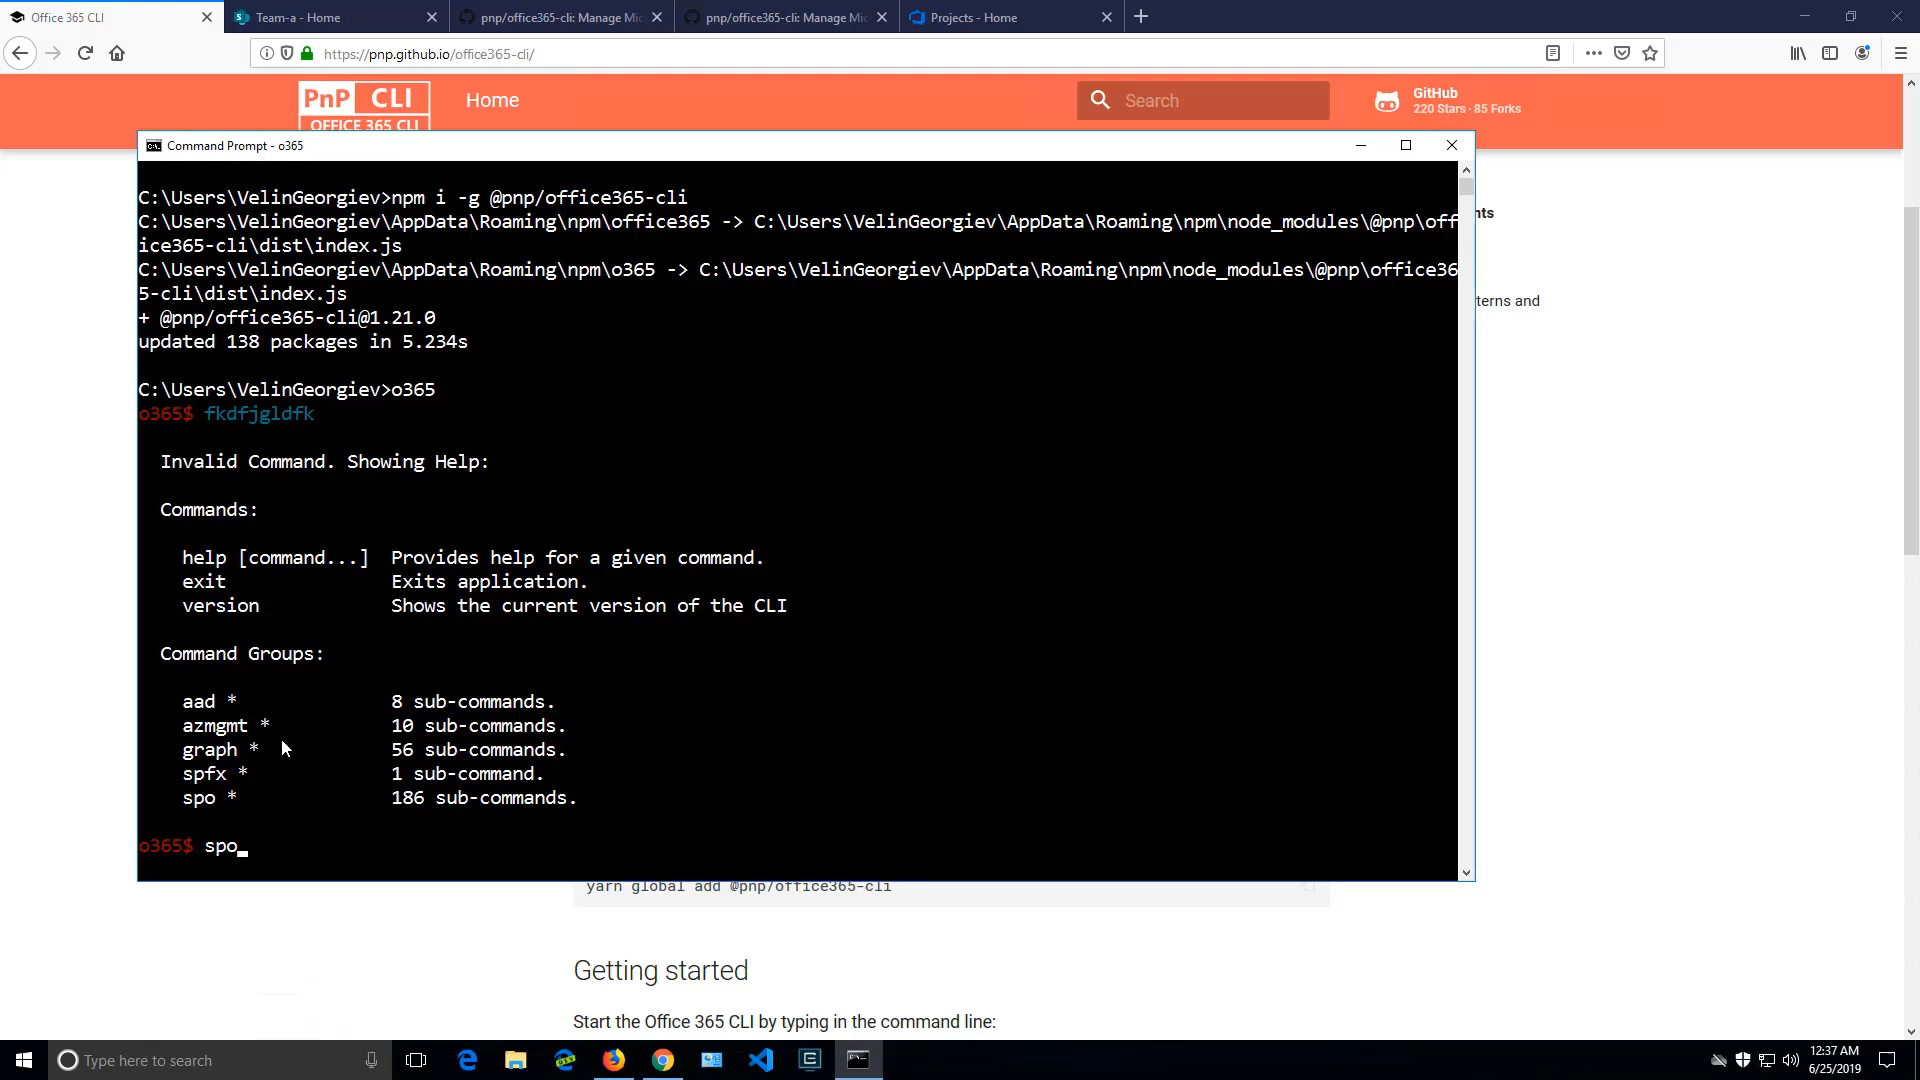 Office 365 CLI
Team-a - Home
pnp/office365-cli: Manage Mic
pnp/office365-cli: Manage Mic
Projects - Home
https://pnp.github.io/office365-cli/
PnP CLI
OFFICE 365 CLI
Home
Search
GitHub
220 Stars · 85 Forks
Command Prompt - o365
C:\Users\VelinGeorgiev>npm i -g @pnp/office365-cli
C:\Users\VelinGeorgiev\AppData\Roaming\npm\office365 -> C:\Users\VelinGeorgiev\AppData\Roaming\npm\node_modules\@pnp\off
ice365-cli\dist\index.js
C:\Users\VelinGeorgiev\AppData\Roaming\npm\o365 -> C:\Users\VelinGeorgiev\AppData\Roaming\npm\node_modules\@pnp\office36
5-cli\dist\index.js
+ @pnp/office365-cli@1.21.0
updated 138 packages in 5.234s
C:\Users\VelinGeorgiev>o365
o365$ fkdfjgldfk
Invalid Command. Showing Help:
Commands:
help [command...] Provides help for a given command.
exit Exits application.
version Shows the current version of the CLI
Command Groups:
aad * 8 sub-commands.
azmgmt * 10 sub-commands.
graph * 56 sub-commands.
spfx * 1 sub-command.
spo * 186 sub-commands.
o365$ spo_
nts
terns and
yarn global add @pnp/office365-cli
Getting started
Start the Office 365 CLI by typing in the command line:
Type here to search
12:37 AM
6/25/2019